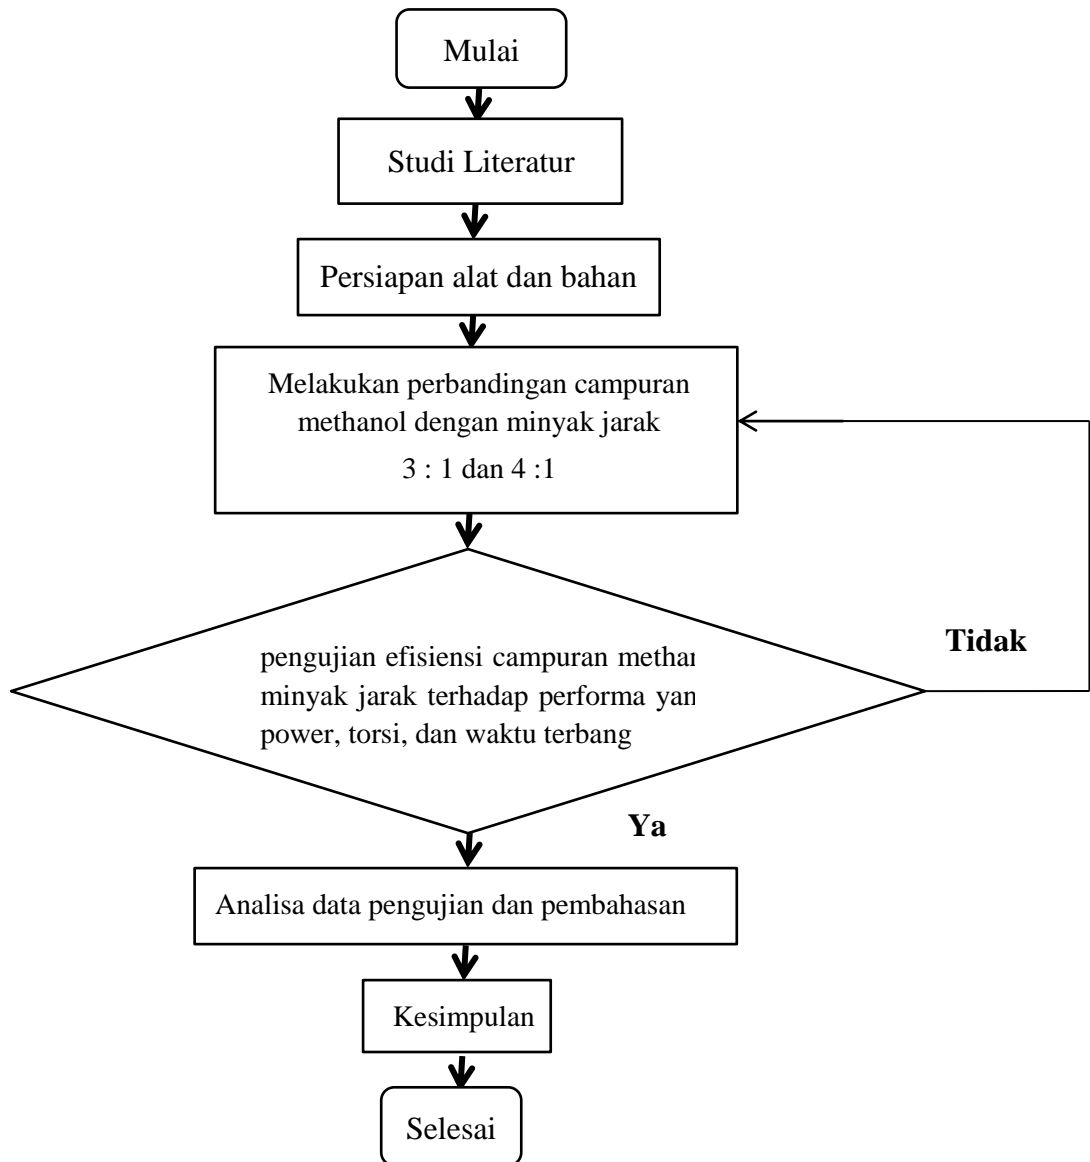 Mulai
Studi Literatur
Persiapan alat dan bahan
Melakukan perbandingan campuran
methanol dengan minyak jarak
3 : 1 dan 4 :1
pengujian efisiensi campuran
minyak jarak terhadap performa
power, torsi, dan waktu terbang
Tidak
Ya
Analisa data pengujian dan pembahasan
Kesimpulan
Selesai